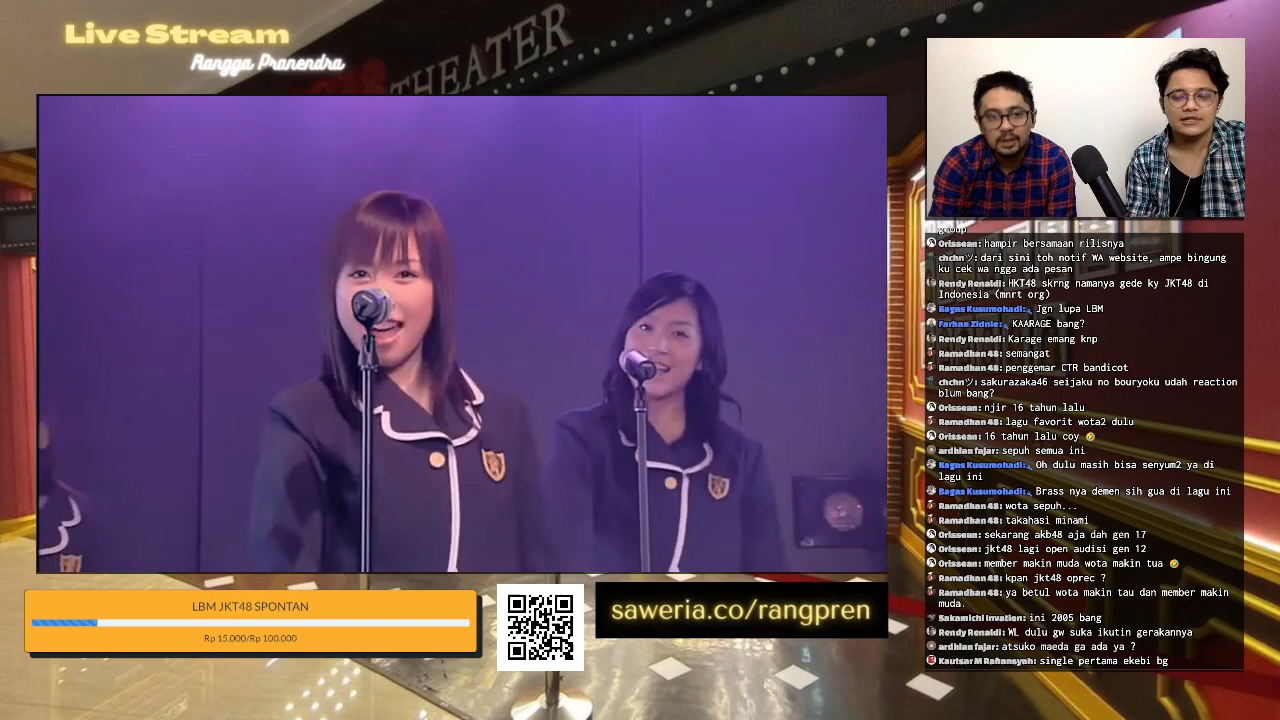 Live Stream
Rangga Pranendra
THEATER
group
Orissean: hampir bersamaan rilisnya
chchnツ: dari sini toh notif WA website, ampe bingung
ku cek wa ngga ada pesan
Rendy Renaldi: HKT48 skrng namanya gede ky JKT48 di
Indonesia (mnrt org)
Bagas Kusumohadi: Jgn lupa LBM
Farhan Zidnie: KAARAGE bang?
Rendy Renaldi: Karage emang knp
Ramadhan 48: semangat
Ramadhan 48: penggemar CTR bandicot
chchnツ: sakurazaka46 seijaku no bouryoku udah reaction
blum bang?
Orissean: njir 16 tahun lalu
Ramadhan 48: lagu favorit wota2 dulu
Orissean: 16 tahun lalu coy 🤣
ardhian fajar: sepuh semua ini
Bagas Kusumohadi: Oh dulu masih bisa senyum2 ya di
lagu ini
Bagas Kusumohadi: Brass nya demen sih gua di lagu ini
Ramadhan 48: wota sepuh...
Ramadhan 48: takahasi minami
Orissean: sekarang akb48 aja dah gen 17
Orissean: jkt48 lagi open audisi gen 12
Orissean: member makin muda wota makin tua 🤣
Ramadhan 48: kpan jkt48 oprec ?
Ramadhan 48: ya betul wota makin tau dan member makin
muda.
Sakamichi Invation: ini 2005 bang
Rendy Renaldi: WL dulu gw suka ikutin gerakannya
ardhian fajar: atsuko maeda ga ada ya ?
Kautsar M Rafiansyah: single pertama ekebi bg
LBM JKT48 SPONTAN
Rp 15.000/Rp 100.000
saweria.co/rangpren